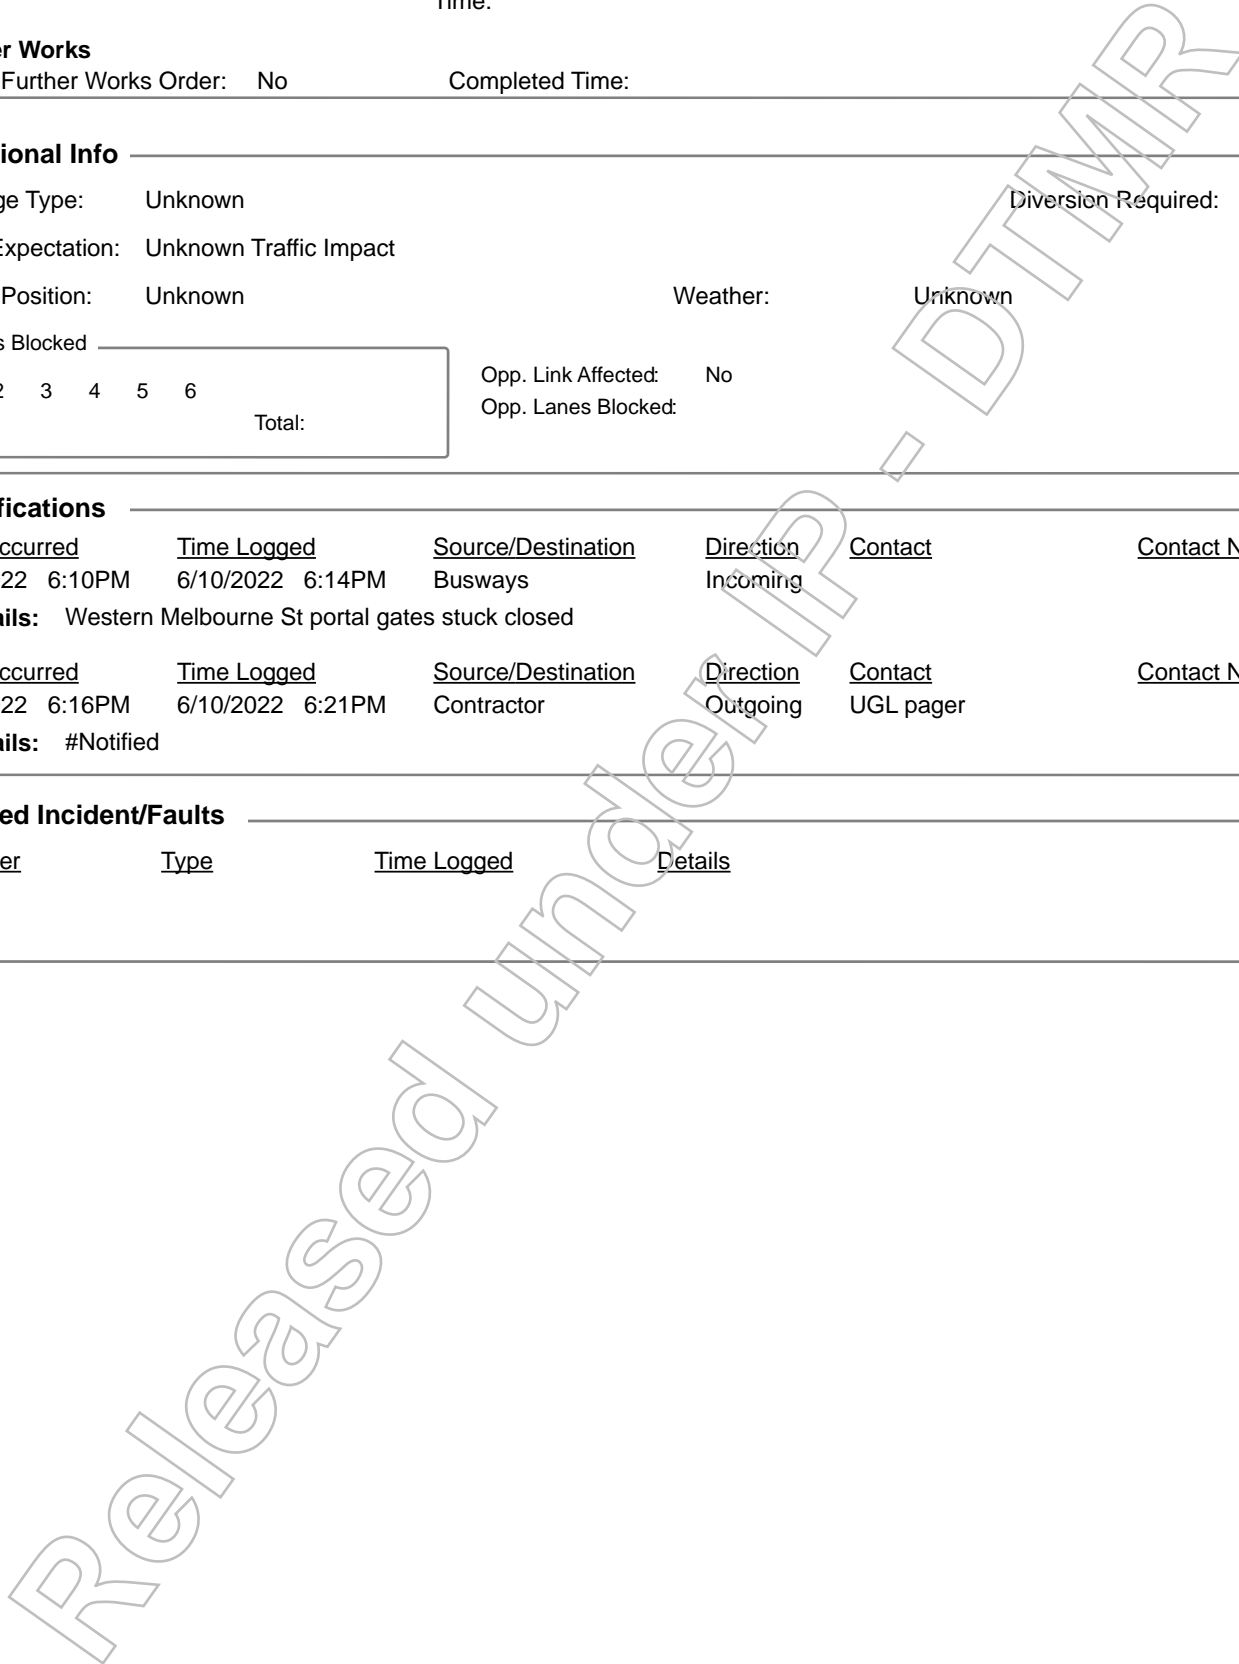 Time:
er Works
Further Works Order: No Completed Time:
ional Info
ge Type: Unknown Diversion Required:
Expectation: Unknown Traffic Impact
Position: Unknown Weather: Unknown
s Blocked
2 3 4 5 6
Total:
Opp. Link Affected: No
Opp. Lanes Blocked:
fications
ccurred Time Logged Source/Destination Direction Contact Contact N
22 6:10PM 6/10/2022 6:14PM Busways Incoming
ails: Western Melbourne St portal gates stuck closed
ccurred Time Logged Source/Destination Direction Contact Contact N
22 6:16PM 6/10/2022 6:21PM Contractor Outgoing UGL pager
ails: #Notified
ed Incident/Faults
er Type Time Logged Details
Released under IP - DTMR